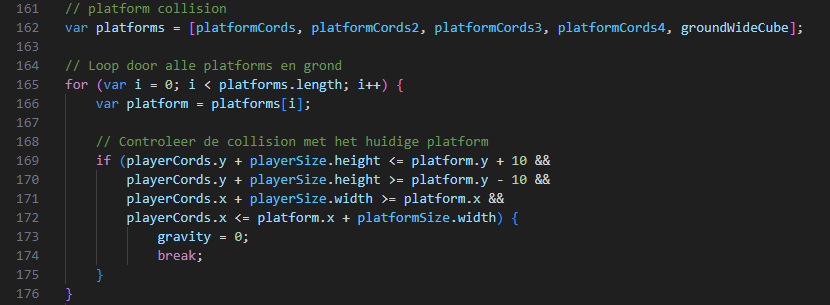 161 // platform collision
162 var platforms = [platformCords, platformCords2, platformCords3, platformCords4, groundWideCube];
163
164 // Loop door alle platforms en grond
165 for (var i = 0; i < platforms.length; i++) {
166     var platform = platforms[i];
167
168     // Controleer de collision met het huidige platform
169     if (playerCords.y + playerSize.height <= platform.y + 10 &&
170         playerCords.y + playerSize.height >= platform.y - 10 &&
171         playerCords.x + playerSize.width >= platform.x &&
172         playerCords.x <= platform.x + platformSize.width) {
173             gravity = 0;
174             break;
175     }
176 }